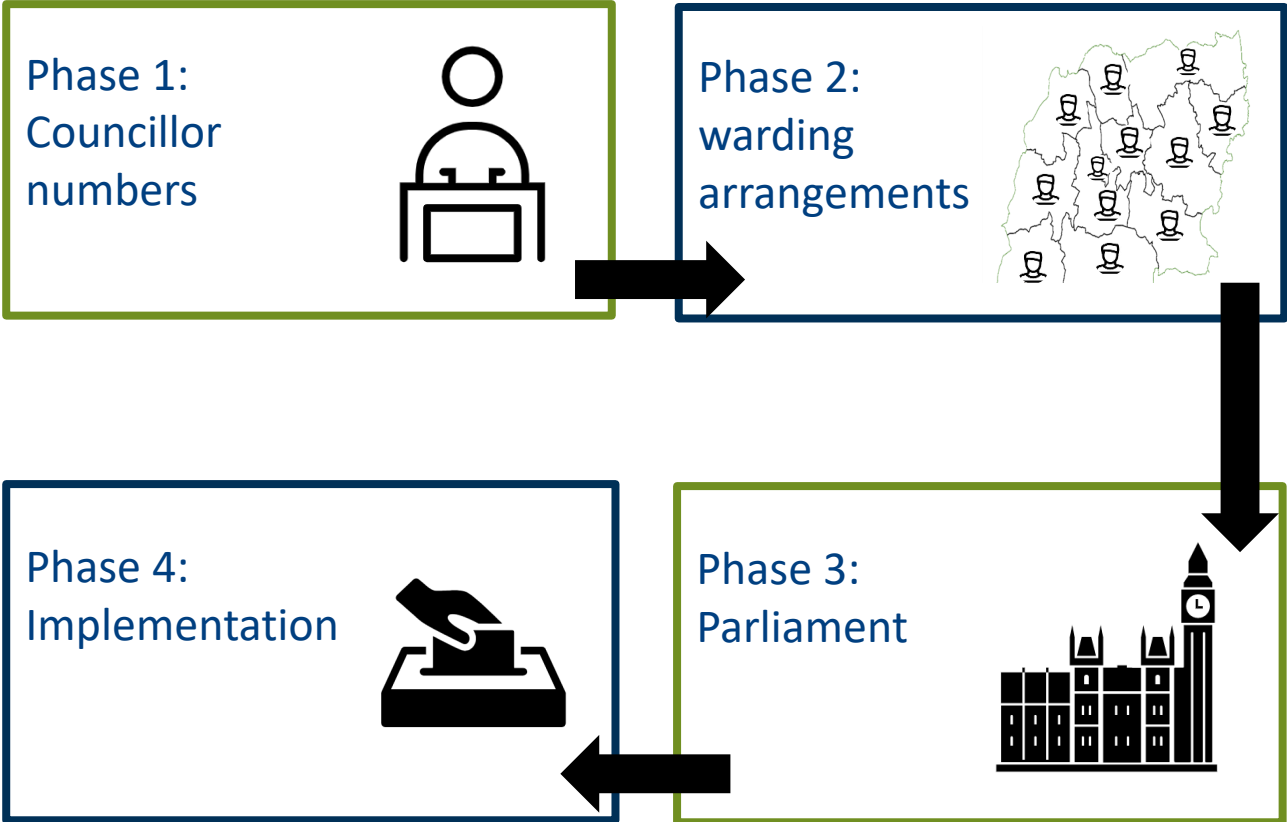 Phase 1:
Councillor
numbers
Phase 2:
warding
arrangements
Phase 3:
Parliament
Phase 4:
Implementation